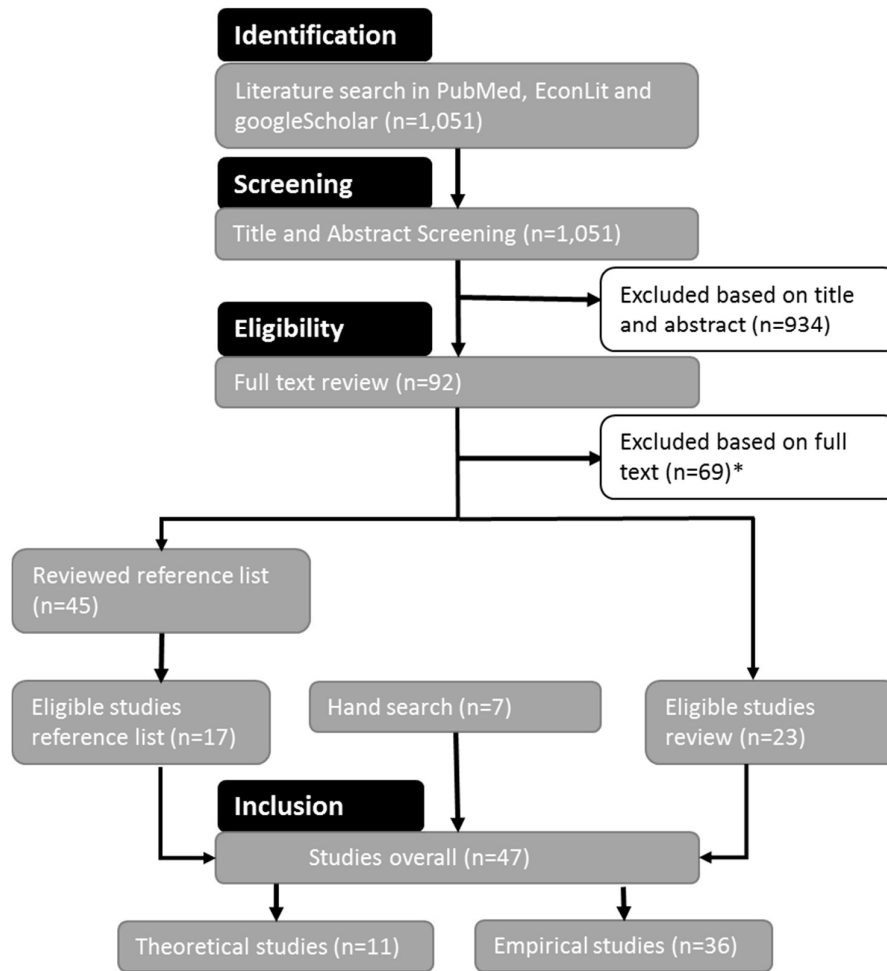 Identification
Literature search in PubMed, EconLit and
googleScholar (n=1,051)
Screening
Title and Abstract Screening (n=1,051)
Excluded based on title
and abstract (n=934)
Eligibility
Full text review (n=92)
Excluded based on full
text (n=69)*
Reviewed reference list
(n=45)
Eligible studies
reference list (n=17)
Hand search (n=7)
Eligible studies
review (n=23)
Inclusion
Studies overall (n=47)
Theoretical studies (n=11)
Empirical studies (n=36)